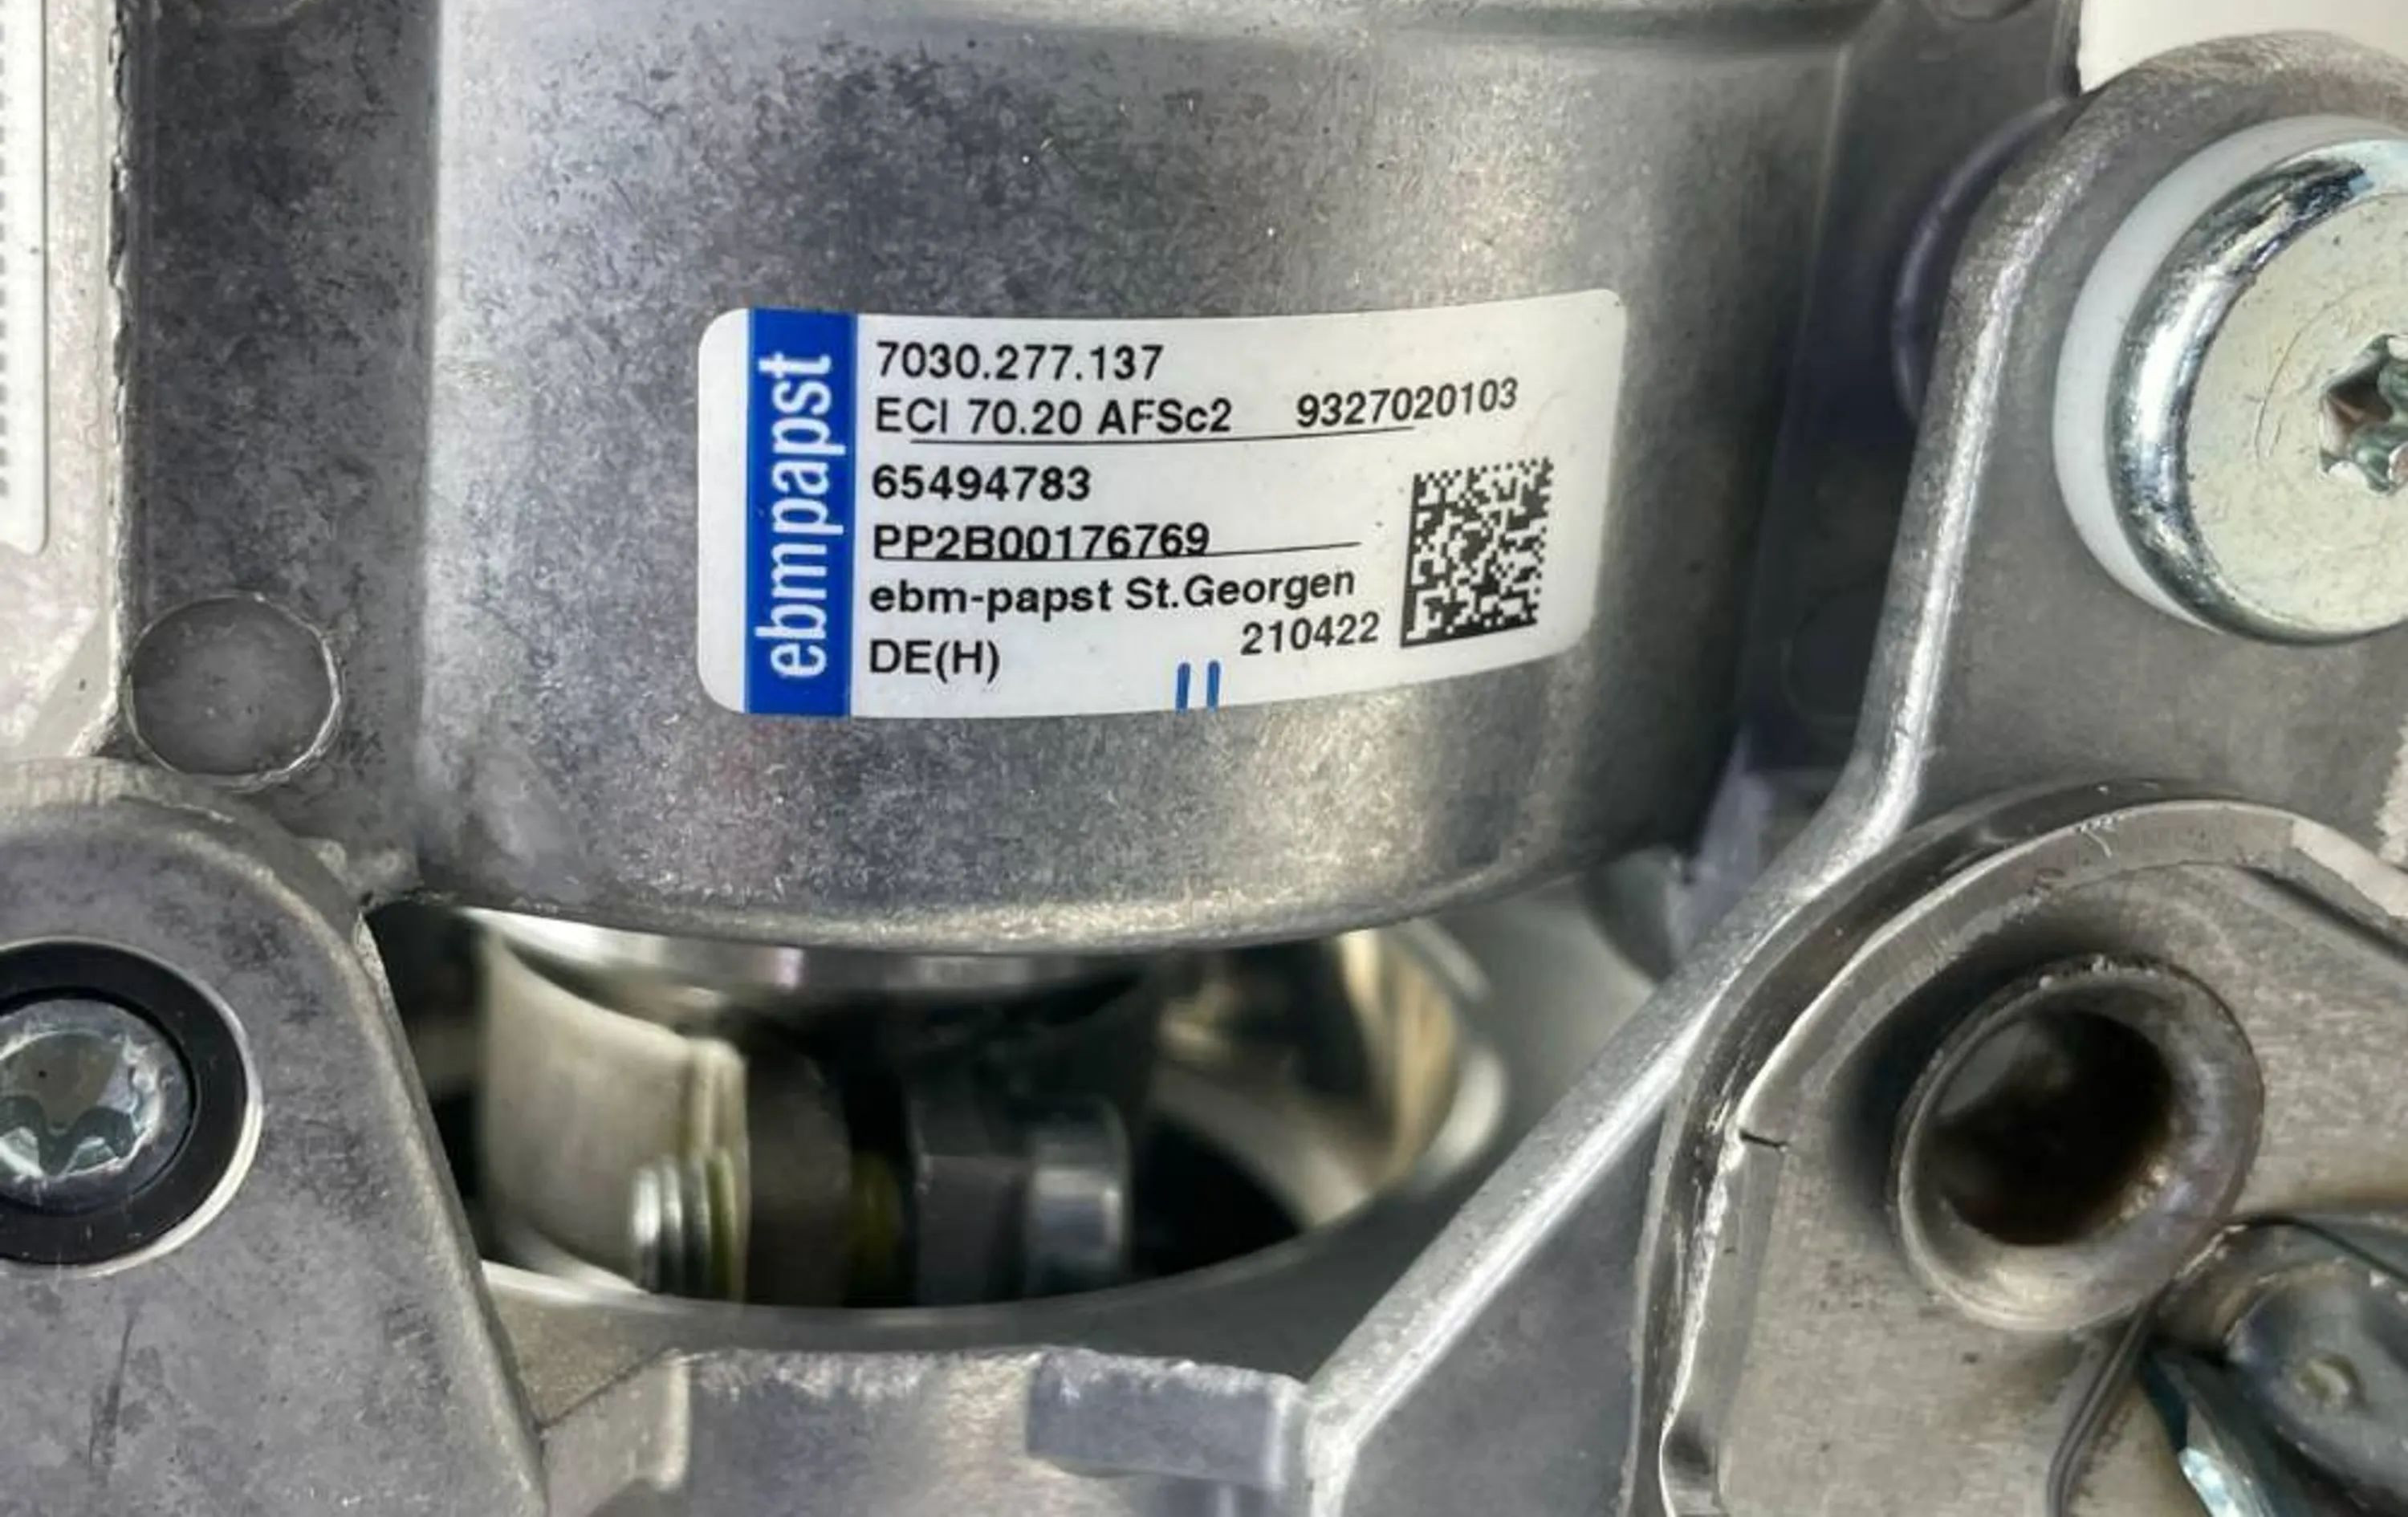 ebmpapst
7030.277.137
ECI 70.20 AFSc2 9327020103
65494783
PP2B00176769
ebm-papst St.Georgen
210422
DE(H)